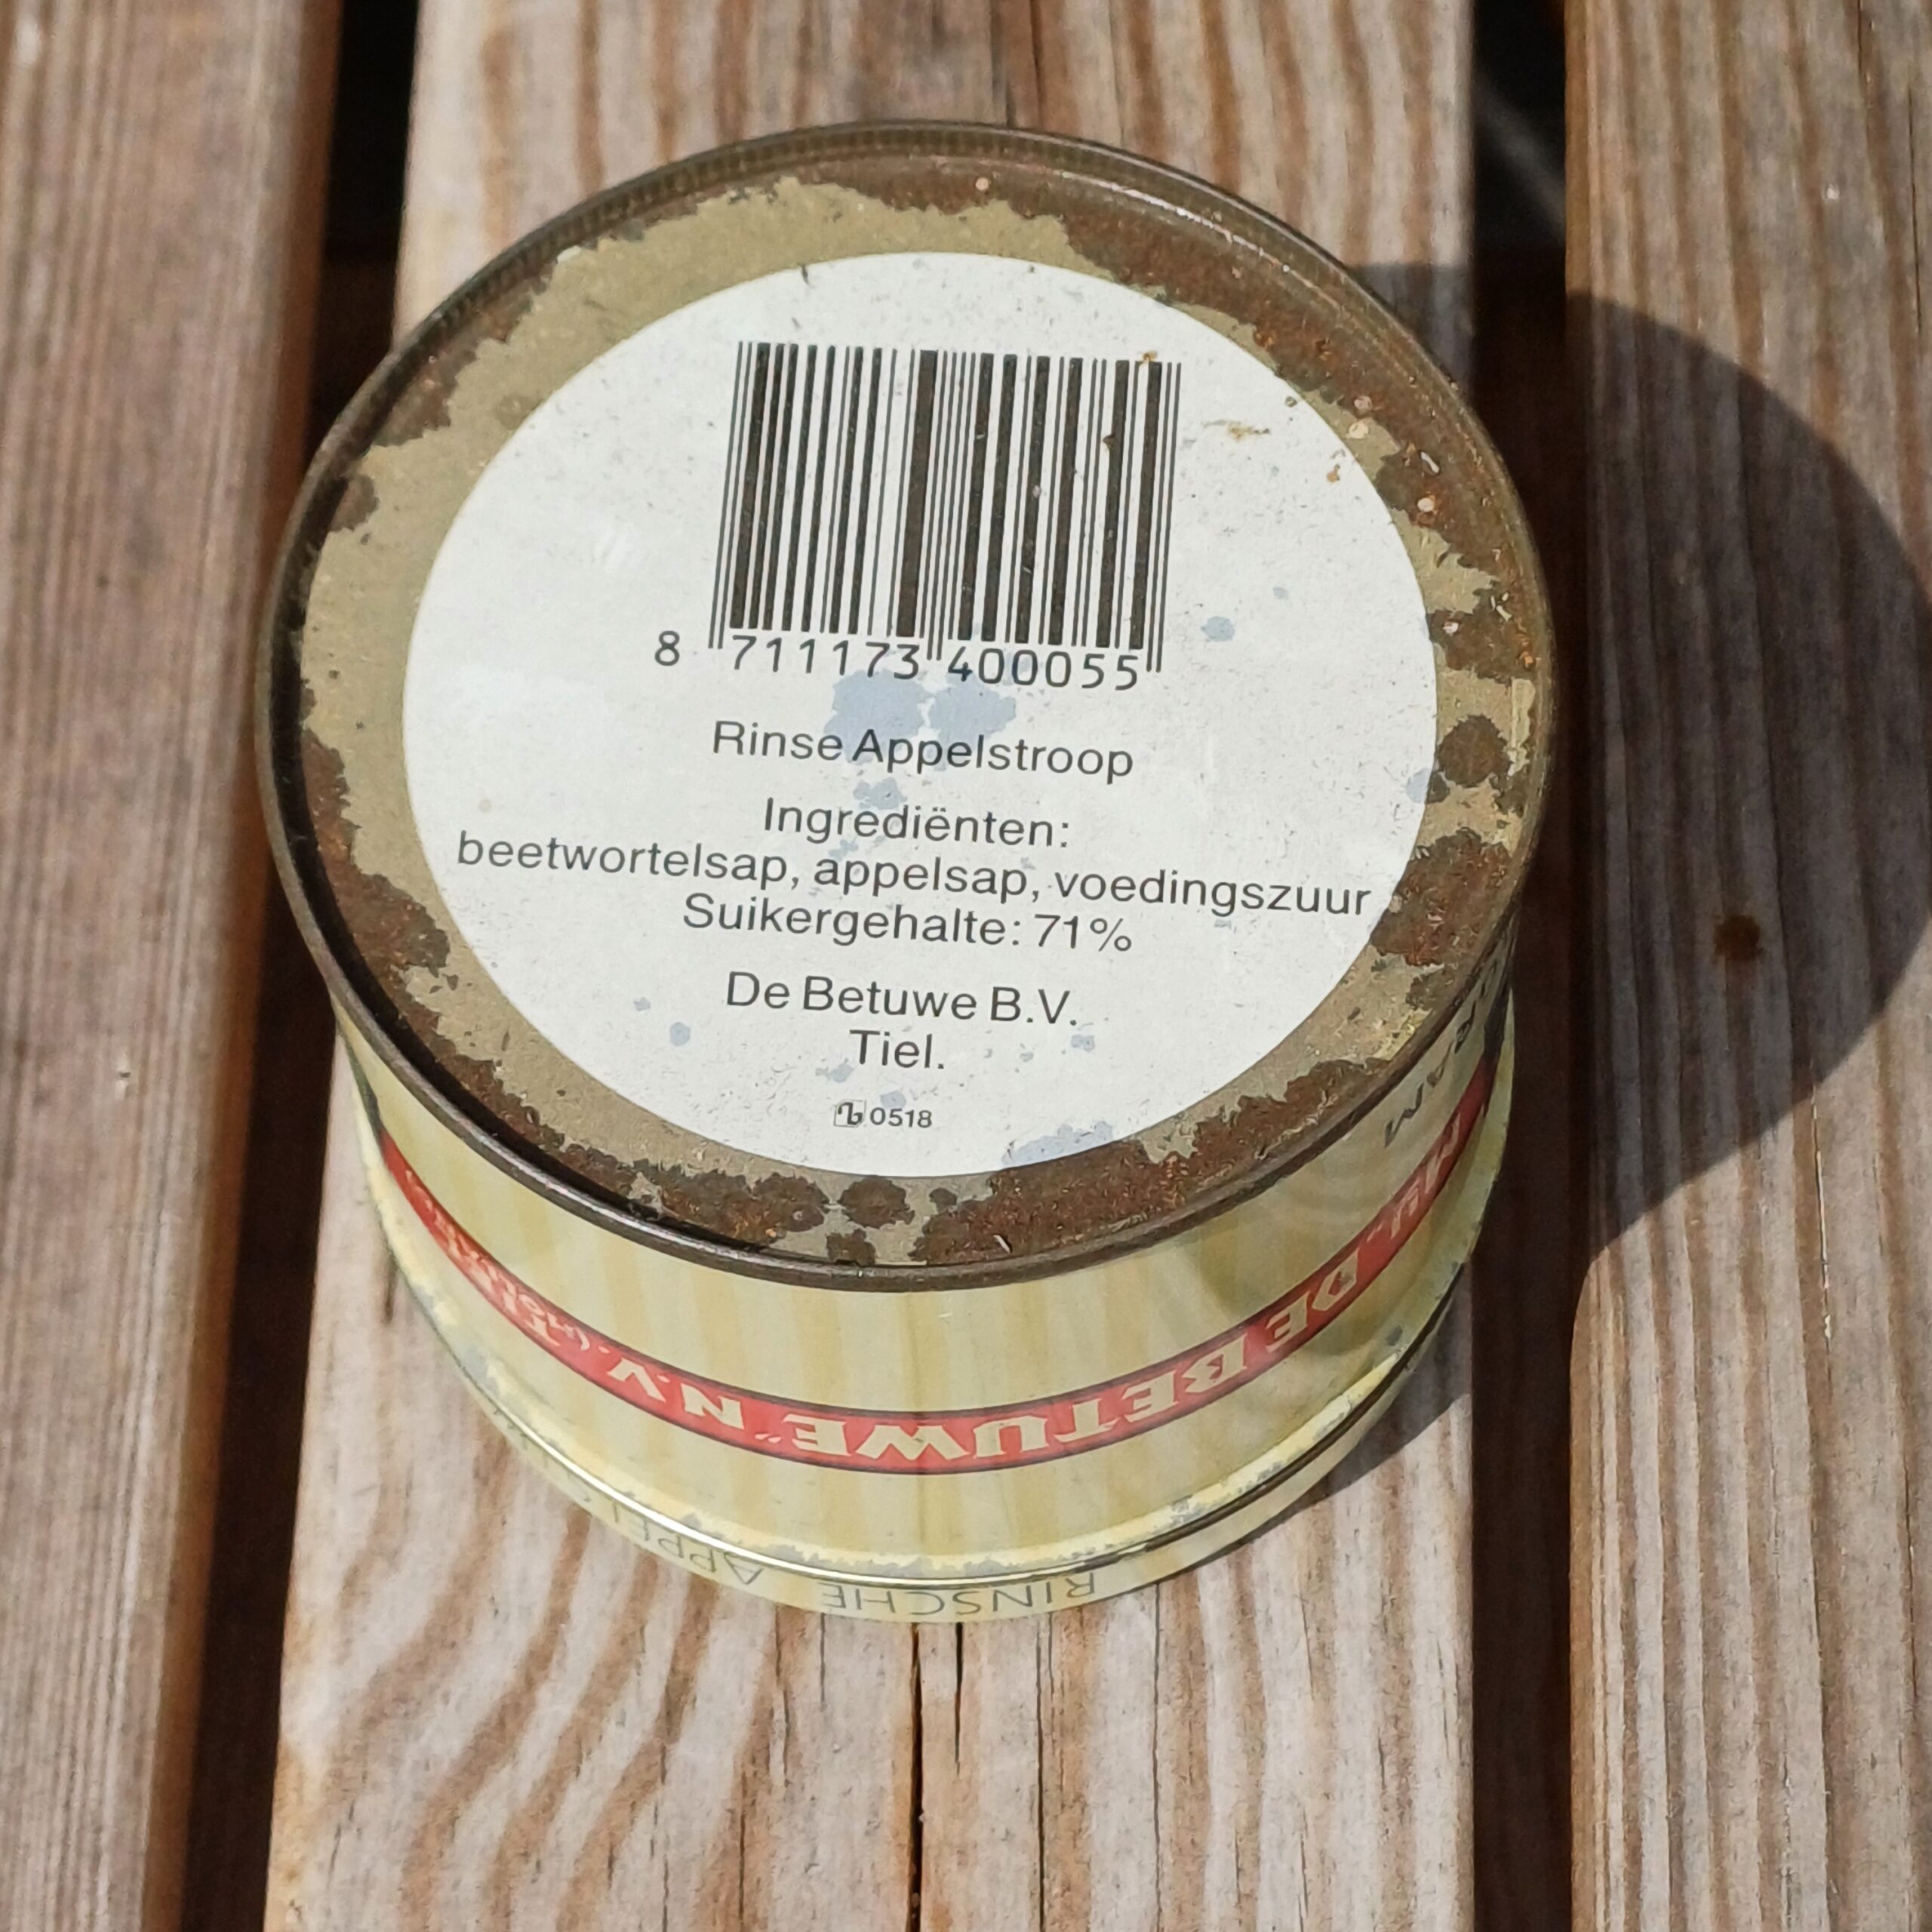 8 711173 400055
Rinse Appelstroop
Ingrediënten:
beetwortelsap, appelsap, voedingszuur
Suikergehalte: 71%
De Betuwe B.V.
Tiel.
0518
MIJ. DE BETUWE" N.V.
RINSCHE APPEL